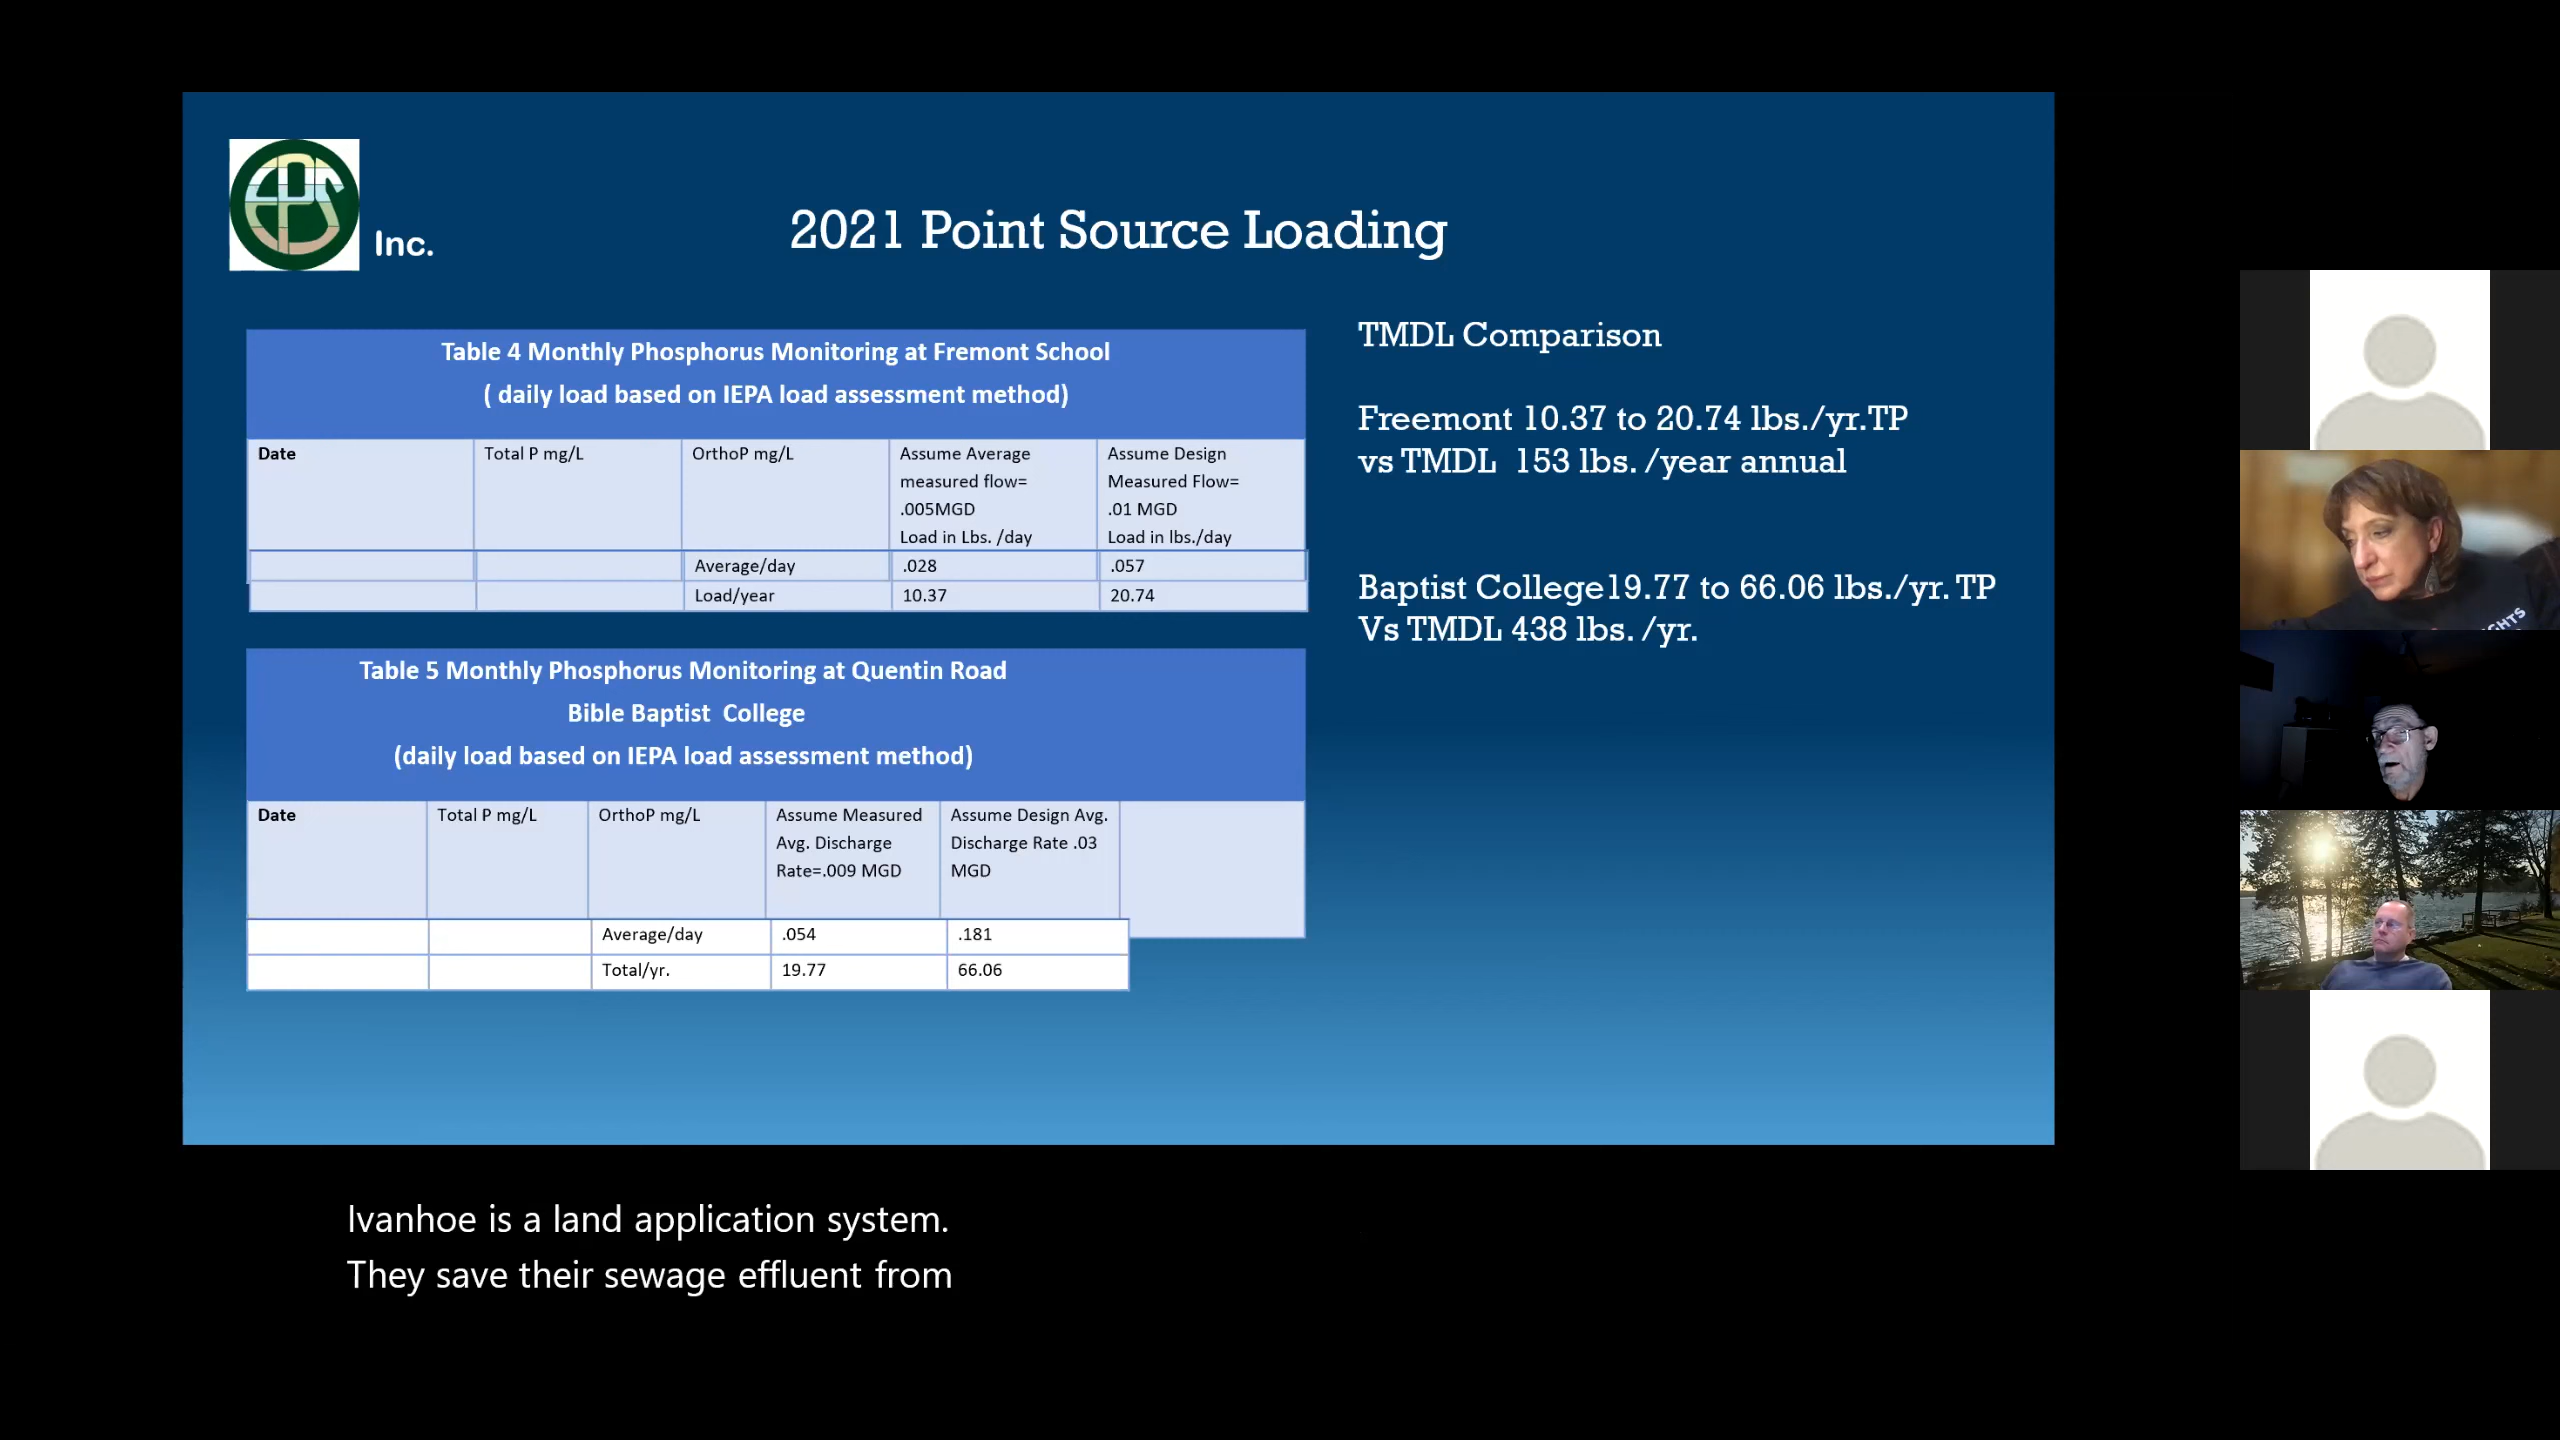 EPS
Inc.
2021 Point Source Loading
Table 4 Monthly Phosphorus Monitoring at Fremont School
( daily load based on IEPA load assessment method)
Date Total P mg/L OrthoP mg/L Assume Average Assume Design
measured flow= Measured Flow=
.005MGD .01 MGD
Load in Lbs. /day Load in lbs./day
Average/day .028 .057
Load/year 10.37 20.74
Table 5 Monthly Phosphorus Monitoring at Quentin Road
Bible Baptist College
(daily load based on IEPA load assessment method)
Date Total P mg/L OrthoP mg/L Assume Measured Assume Design Avg.
Avg. Discharge Discharge Rate .03
Rate=.009 MGD MGD
Average/day .054 .181
Total/yr. 19.77 66.06
TMDL Comparison
Freemont 10.37 to 20.74 lbs./yr.TP
vs TMDL 153 lbs. /year annual
Baptist College19.77 to 66.06 lbs./yr. TP
Vs TMDL 438 lbs. /yr.
Ivanhoe is a land application system.
They save their sewage effluent from